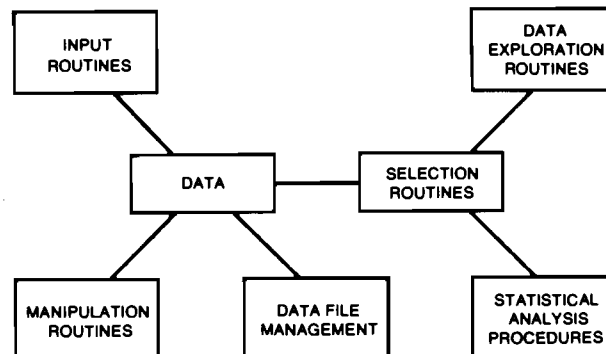 INPUT
ROUTINES
DATA
EXPLORATION
ROUTINES
DATA
SELECTION
ROUTINES
MANIPULATION
ROUTINES
DATA FILE
MANAGEMENT
STATISTICAL
ANALYSIS
PROCEDURES